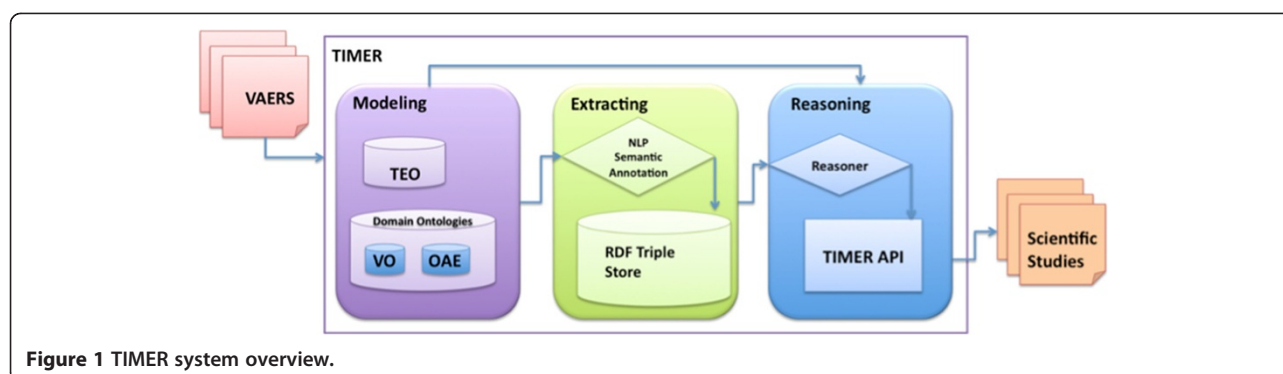 TIMER
VAERS
Modeling
TEO
Domain Ontologies
VO
OAE
Extracting
NLP
Semantic
Annotation
RDF Triple
Store
Reasoning
Reasoner
TIMER API
Scientific
Studies
Figure 1 TIMER system overview.